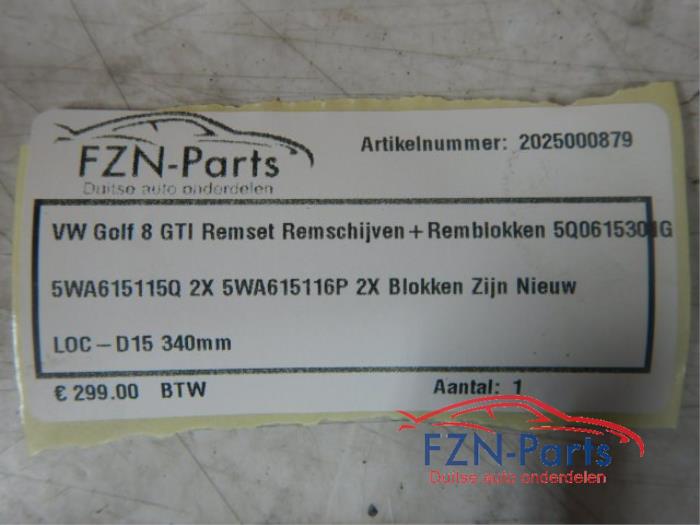 FZN-Parts
Duitse auto onderdelen
Artikelnummer: 2025000879
VW Golf 8 GTI Remset Remschijven+Remblokken 5Q0615301G
5WA615115Q 2X 5WA615116P 2X Blokken Zijn Nieuw
LOC-D15 340mm
€ 299.00 BTW
Aantal: 1
FZN-Parts
Duitse auto onderdelen